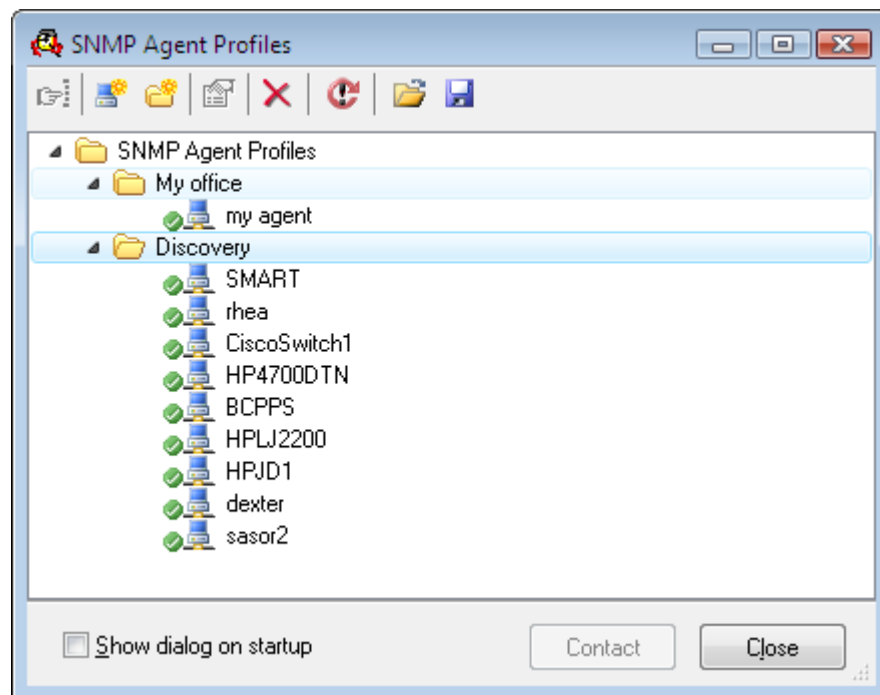 SNMP Agent Profiles
SNMP Agent Profiles
My office
my agent
Discovery
SMART
rhea
CiscoSwitch1
HP4700DTN
BCPPS
HPLJ2200
HPJD1
dexter
sasor2
Show dialog on startup
Contact
Close